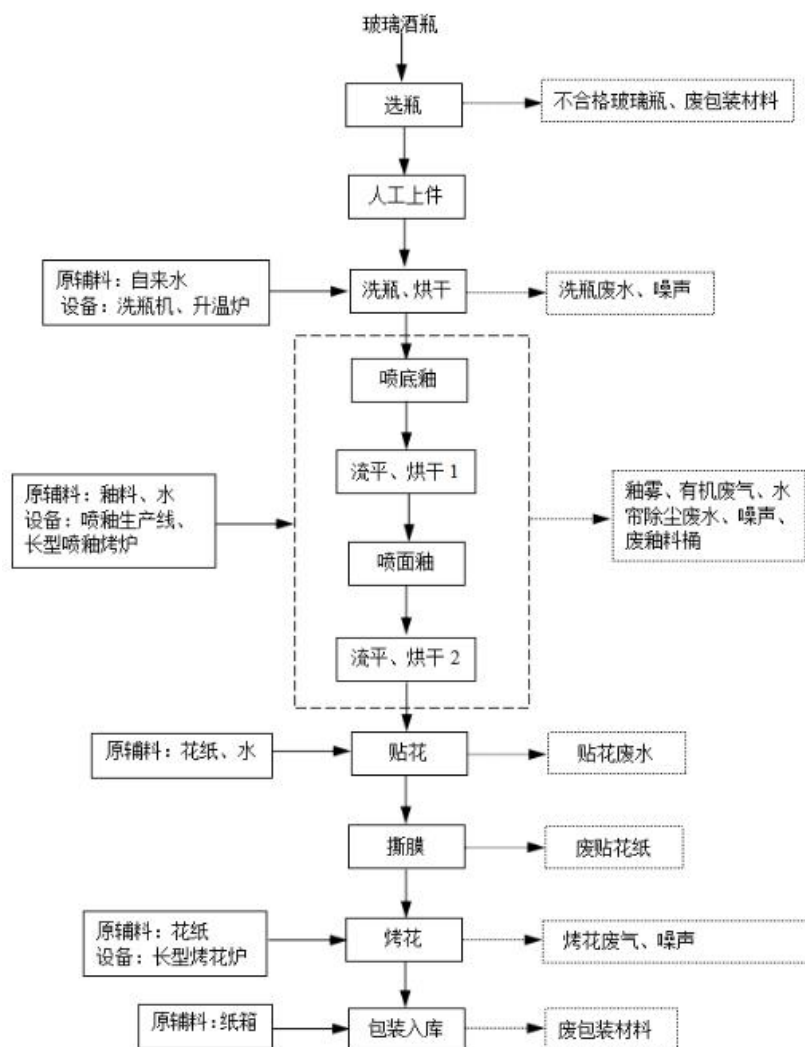 玻璃酒瓶
选瓶
不合格玻璃瓶、废包装材料
人工上件
原辅料：自来水
设备：洗瓶机、升温炉
洗瓶、烘干
洗瓶废水、噪声
喷底釉
流平、烘干 1
原辅料：釉料、水
设备：喷釉生产线、
长型喷釉烤炉
釉雾、有机废气、水
帘除尘废水、噪声、
废釉料桶
喷面釉
流平、烘干 2
原辅料：花纸、水
贴花
贴花废水
撕膜
废贴花纸
原辅料：花纸
设备：长型烤花炉
烤花
烤花废气、噪声
原辅料:纸箱
包装入库
废包装材料